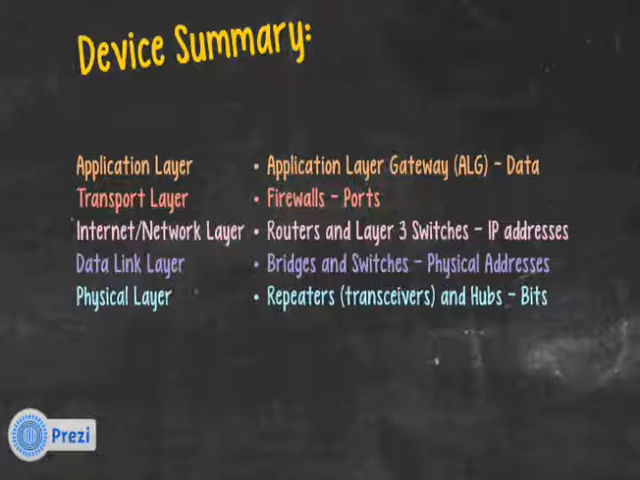 Device Summary:
Application Layer • Application Layer Gateway (ALG) – Data
Transport Layer • Firewalls – Ports
Internet/Network Layer • Routers and Layer 3 Switches – IP addresses
Data Link Layer • Bridges and Switches – Physical Addresses
Physical Layer • Repeaters (transceivers) and Hubs – Bits
Prezi